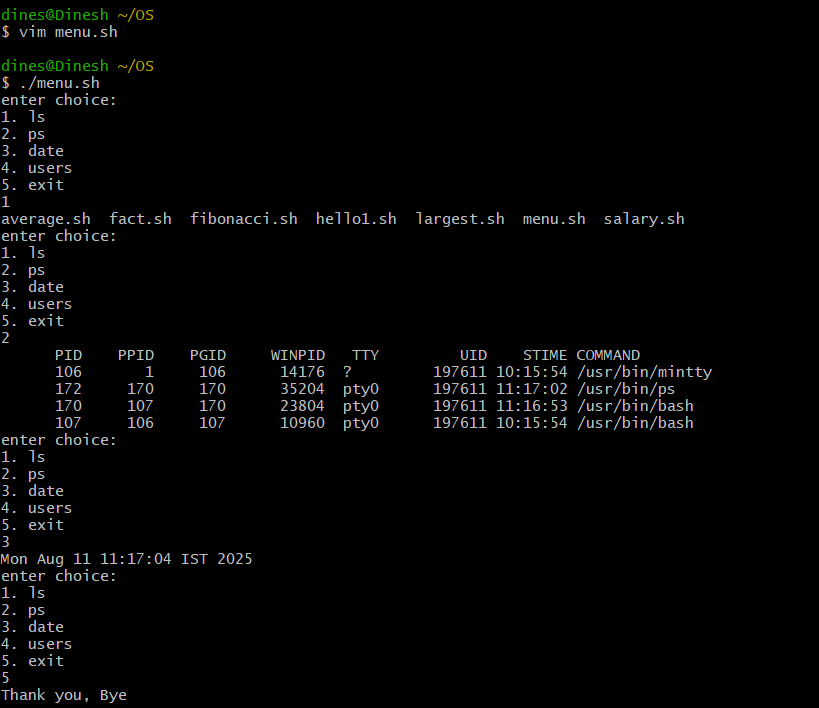 dines@Dinesh ~/OS
$ vim menu.sh
dines@Dinesh ~/OS
$ ./menu.sh
enter choice:
1. ls
2. ps
3. date
4. users
5. exit
1
average.sh  fact.sh  fibonacci.sh  hello1.sh  largest.sh  menu.sh  salary.sh
enter choice:
1. ls
2. ps
3. date
4. users
5. exit
2
      PID    PPID    PGID     WINPID   TTY         UID    STIME COMMAND
      106       1     106      14176  ?         197611 10:15:54 /usr/bin/mintty
      172     170     170      35204  pty0      197611 11:17:02 /usr/bin/ps
      170     107     170      23804  pty0      197611 11:16:53 /usr/bin/bash
      107     106     107      10960  pty0      197611 10:15:54 /usr/bin/bash
enter choice:
1. ls
2. ps
3. date
4. users
5. exit
3
Mon Aug 11 11:17:04 IST 2025
enter choice:
1. ls
2. ps
3. date
4. users
5. exit
5
Thank you, Bye